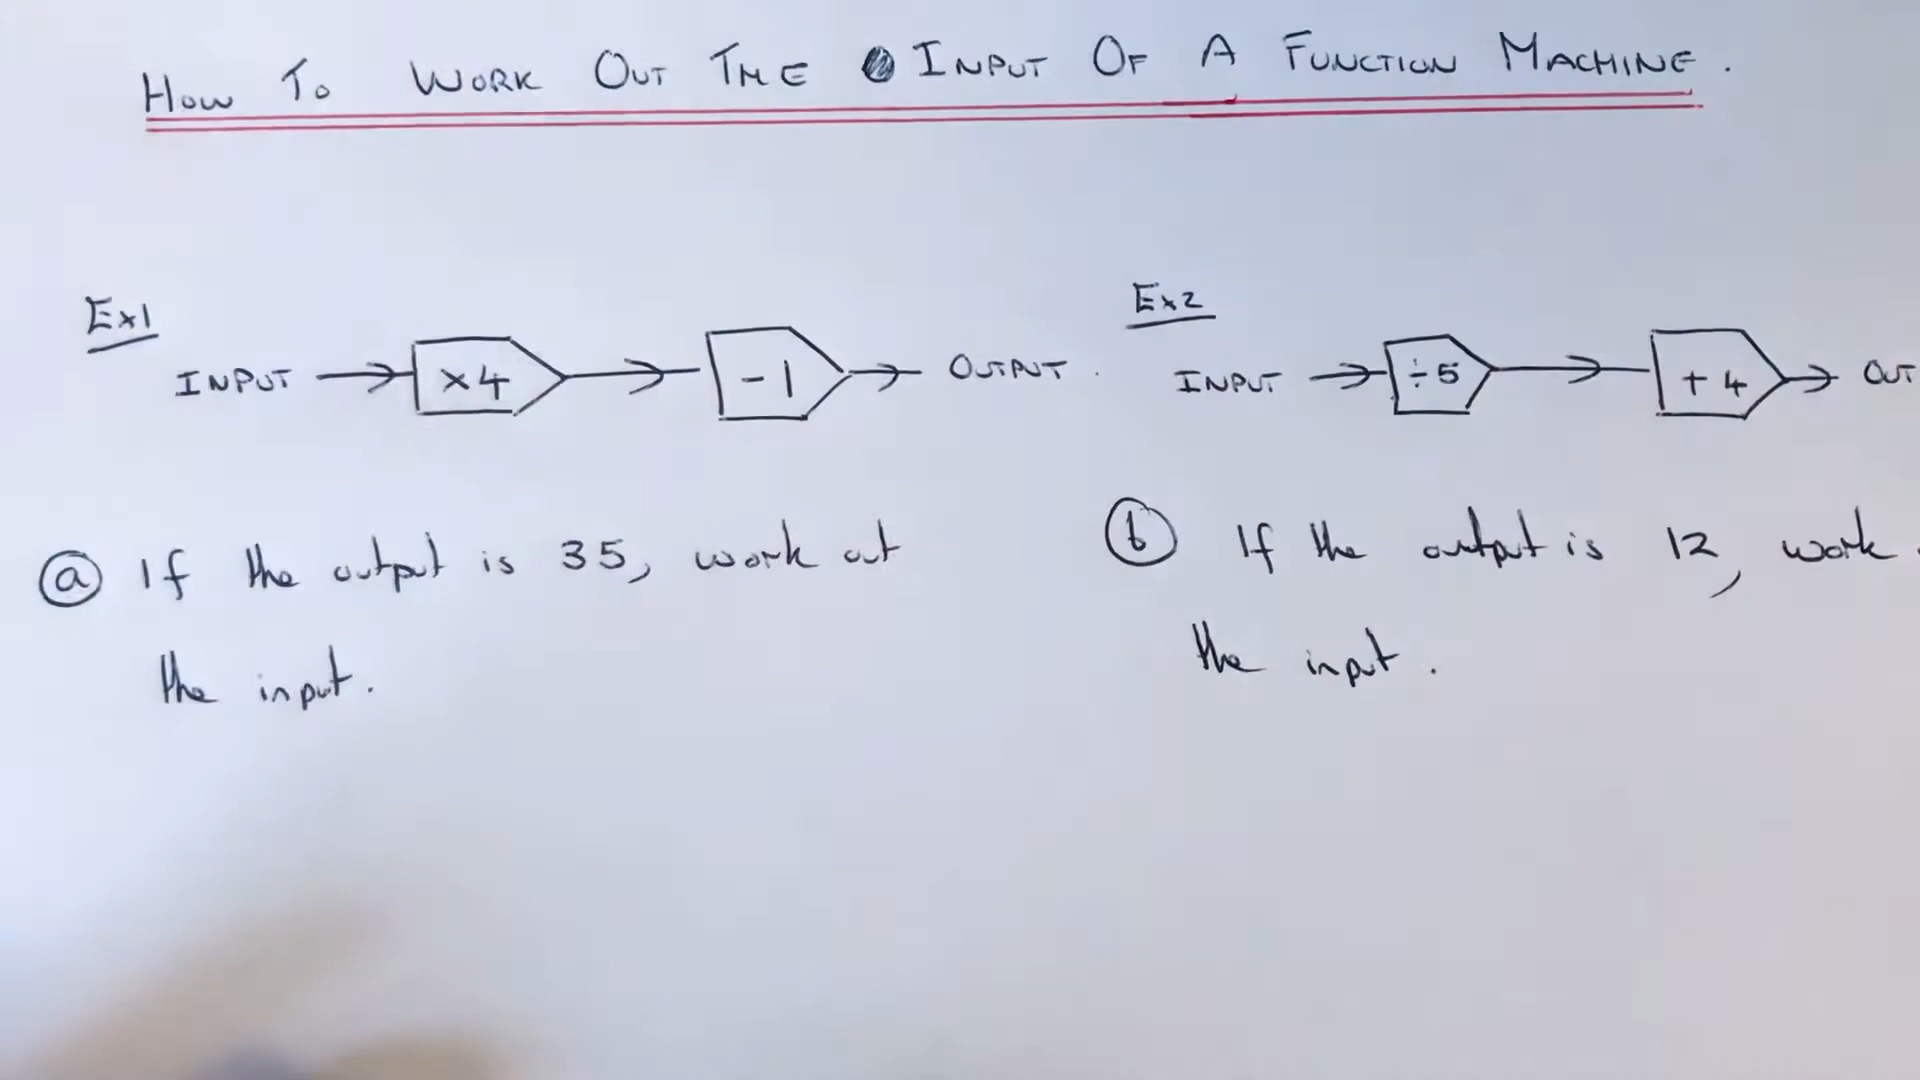 HOW TO WORK OUT THE INPUT OF A FUNCTION MACHINE.
Ex1
INPUT ×4 -1 OUTPUT.
ⓐ If the output is 35, work out
the input.
Ex2
INPUT ÷5 +4 OUT
ⓑ If the output is 12, work
the input.